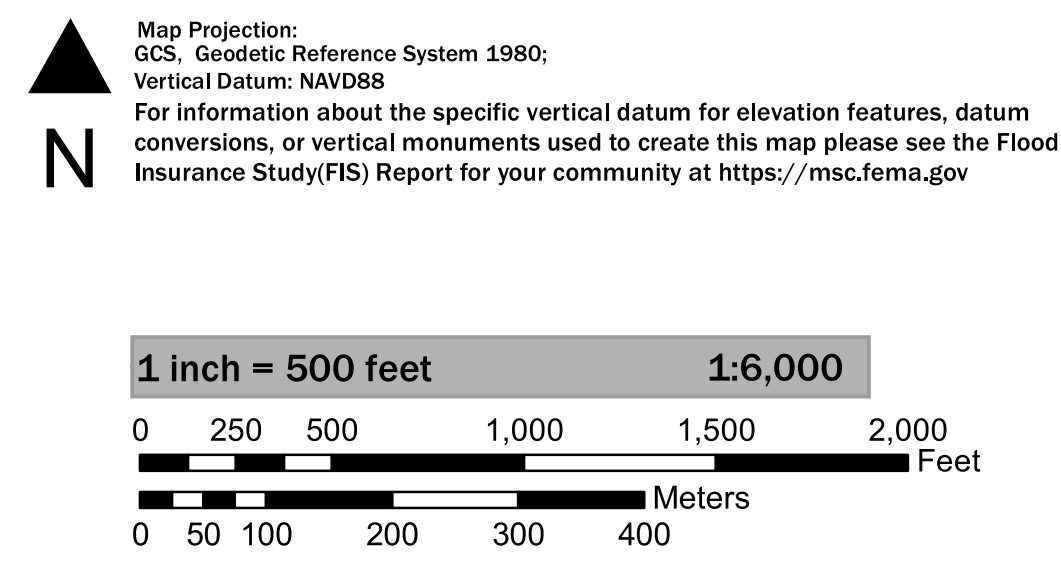 Map Projection:
GCS, Geodetic Reference System 1980;
Vertical Datum: NAVD88
For information about the specific vertical datum for elevation features, datum
conversions, or vertical monuments used to create this map please see the Flood
Insurance Study(FIS) Report for your community at https://msc.fema.gov
N
1 inch = 500 feet 1:6,000
0 250 500 1,000 1,500 2,000
Feet
Meters
0 50 100 200 300 400